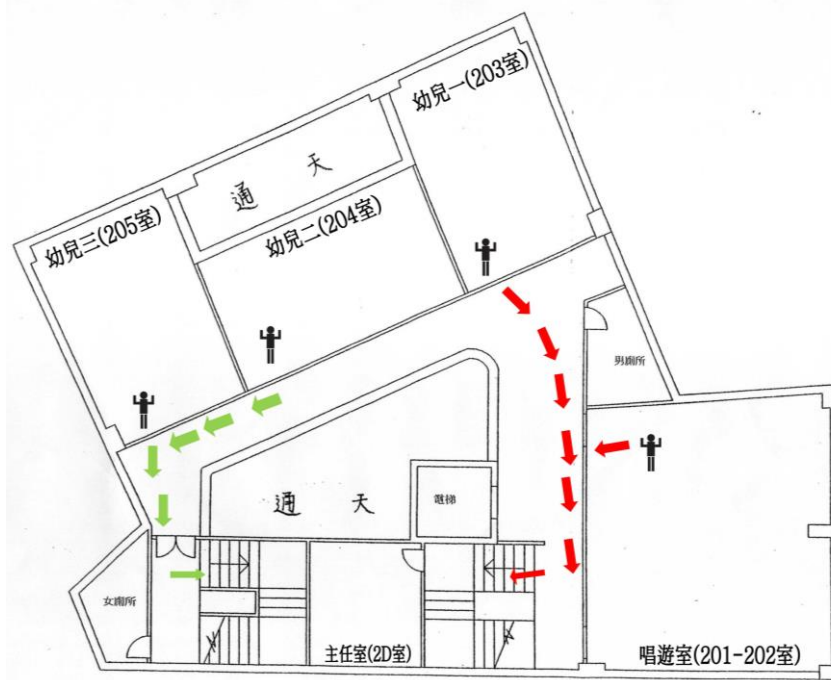 幼兒一(203室)
通 天
幼兒二(204室)
幼兒三(205室)
男廁所
電梯
通 天
女廁所
主任室(2D室)
唱遊室(201-202室)